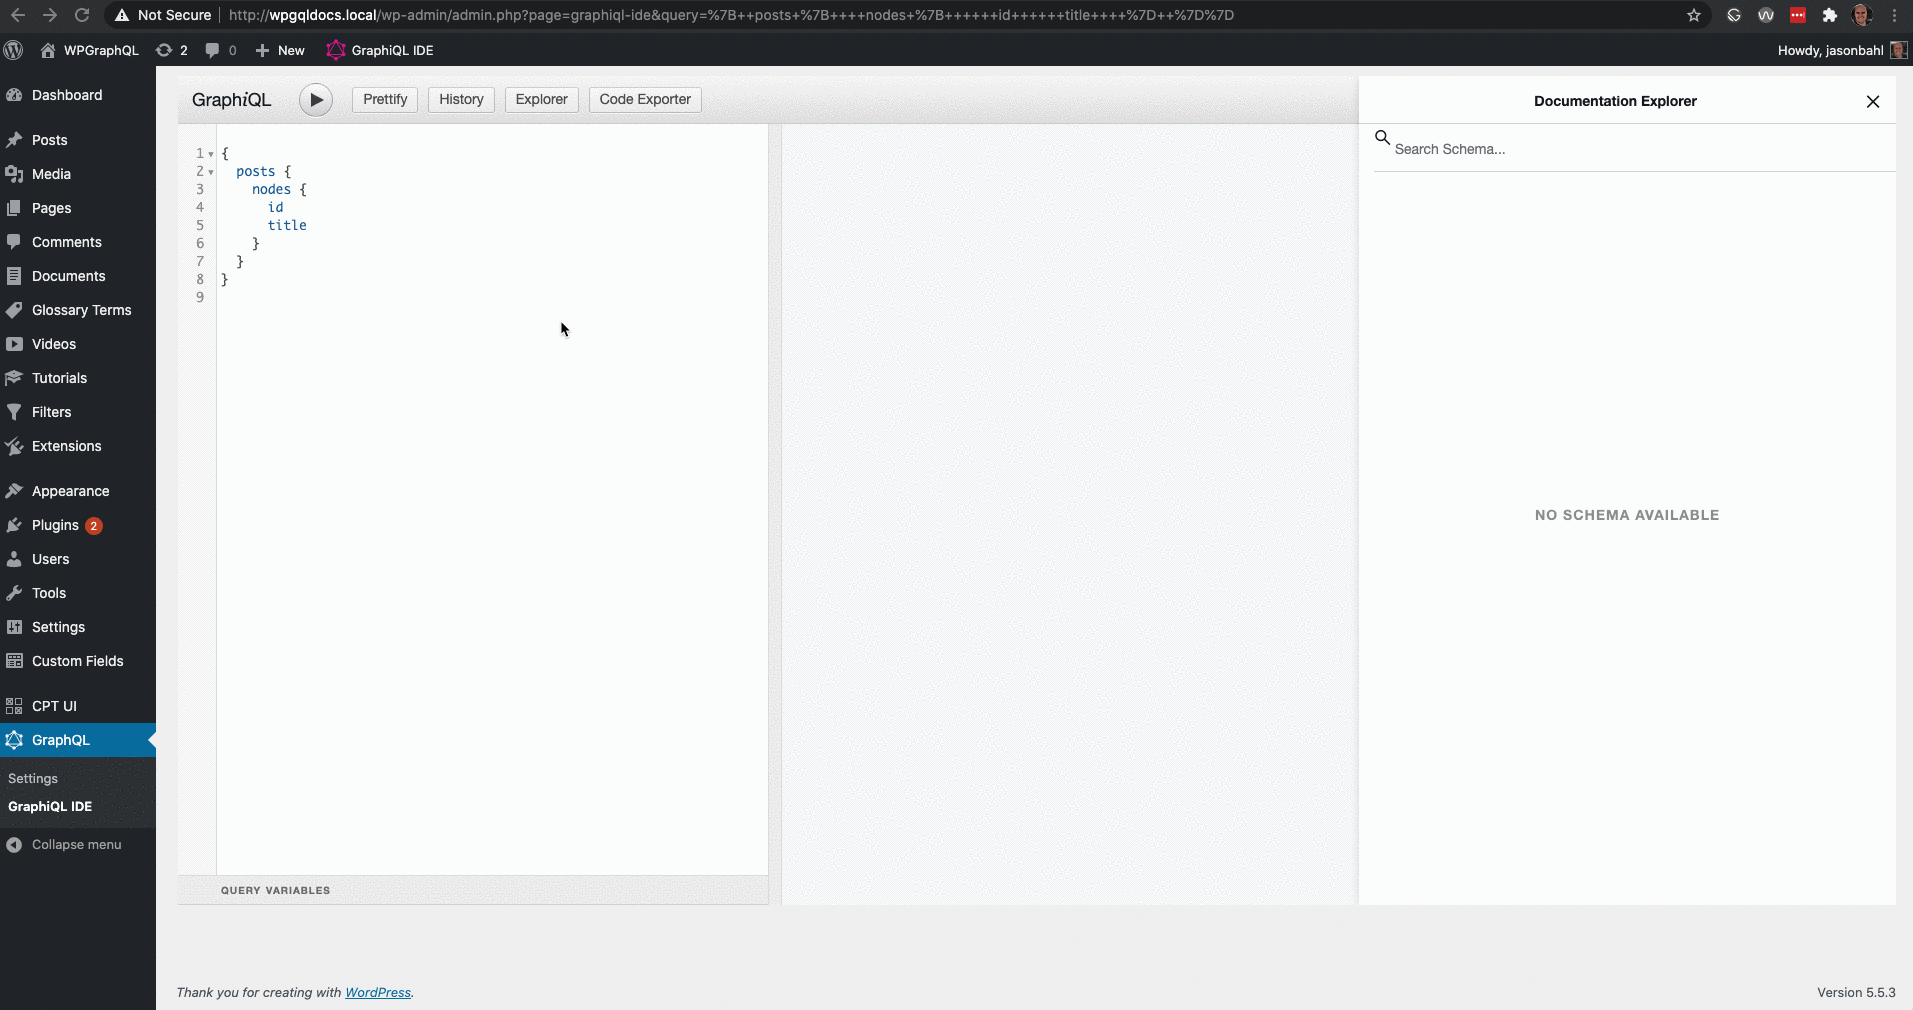 Not Secure http://wpgqldocs.local/wp-admin/admin.php?page=graphiql-ide&query=%7B++posts+%7B++++nodes+%7B++++++id++++++title++++%7D++%7D%7D
WPGraphQL 2 0 New GraphiQL IDE Howdy, jasonbahl
Dashboard
Posts
Media
Pages
Comments
Documents
Glossary Terms
Videos
Tutorials
Filters
Extensions
Appearance
Plugins 2
Users
Tools
Settings
Custom Fields
CPT UI
GraphQL
Settings
GraphiQL IDE
Collapse menu
GraphiQL Prettify History Explorer Code Exporter
1 {
2 posts {
3 nodes {
4 id
5 title
6 }
7 }
8 }
9
QUERY VARIABLES
Documentation Explorer
Search Schema...
NO SCHEMA AVAILABLE
Thank you for creating with WordPress.
Version 5.5.3